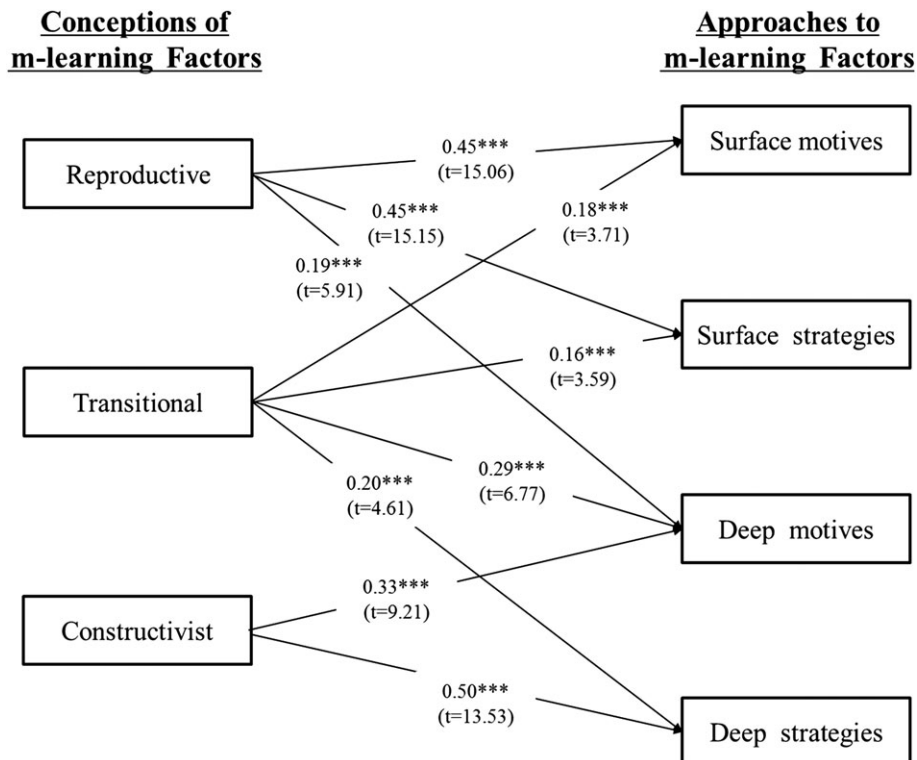 Conceptions of
m-learning Factors
Approaches to
m-learning Factors
Reproductive
Transitional
Constructivist
0.45***
(t=15.06)
0.45***
(t=15.15)
0.19***
(t=5.91)
0.18***
(t=3.71)
0.16***
(t=3.59)
0.29***
(t=6.77)
0.20***
(t=4.61)
0.33***
(t=9.21)
0.50***
(t=13.53)
Surface motives
Surface strategies
Deep motives
Deep strategies